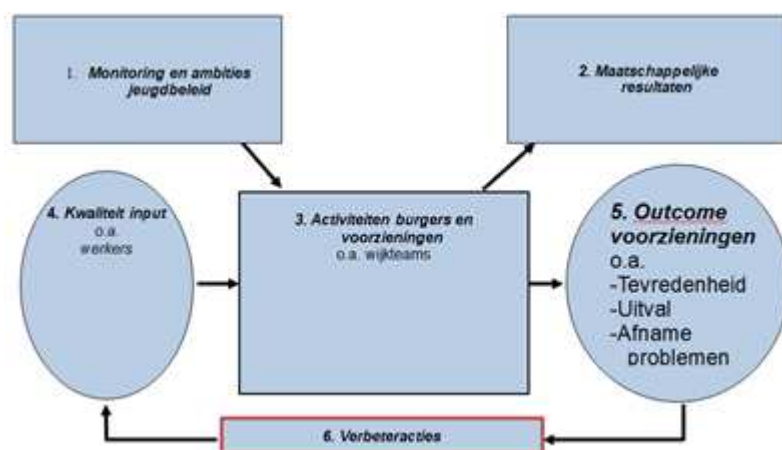 1. Monitoring en ambities
jeugdbeleid
2. Maatschappelijke
resultaten
4. Kwaliteit input
o.a.
werkers
3. Activiteiten burgers en
voorzieningen
o.a. wijkteams
5. Outcome
voorzieningen
o.a.
-Tevredenheid
-Uitval
-Afname
problemen
6. Verbeteracties